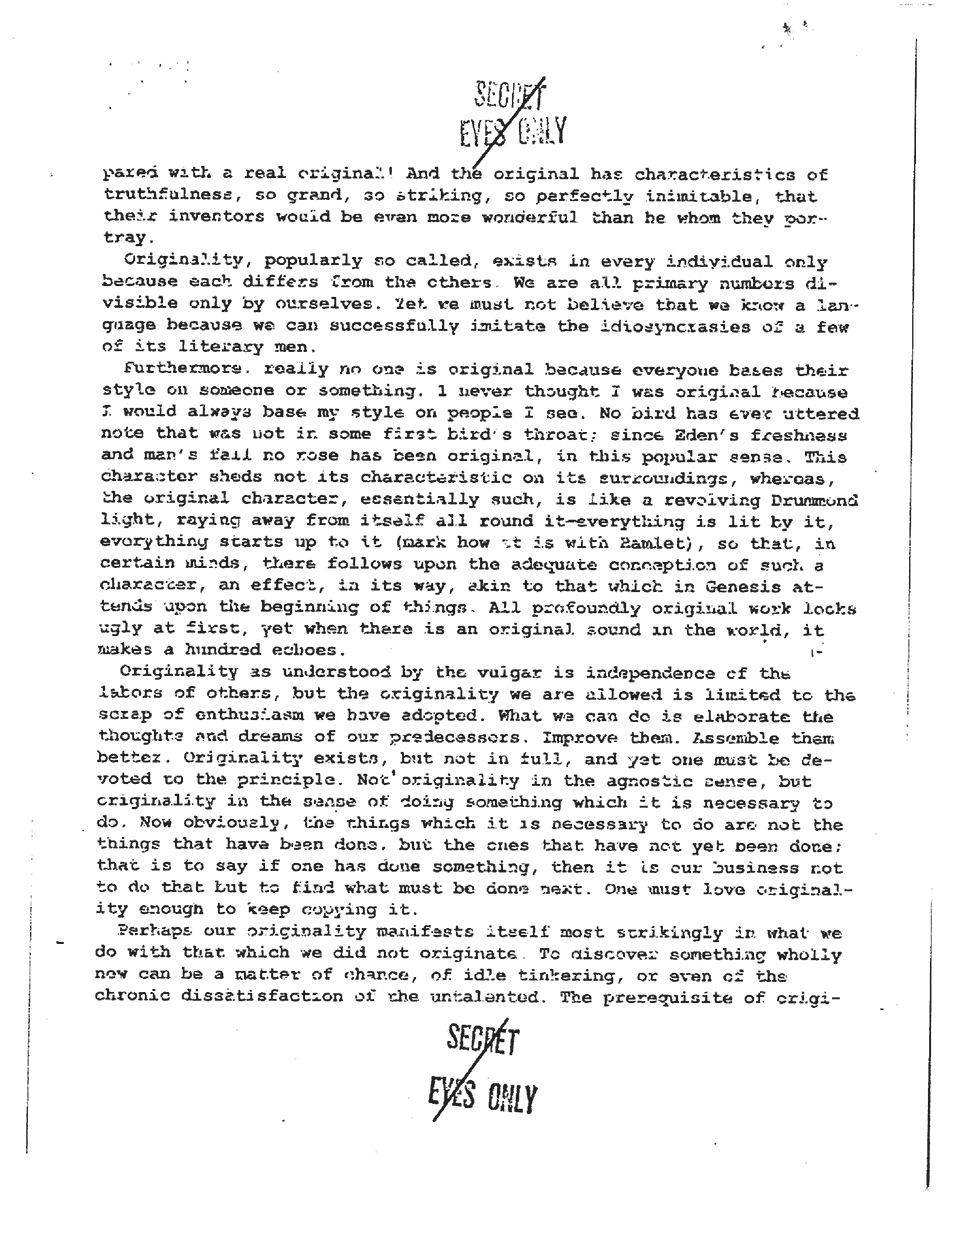 SECRET
EYES ONLY
pared with a real original! And the original has characteristics of
truthfulness, so grand, so striking, so perfectly inimitable, that
their inventors would be even more wonderful than he whom they por-
tray.
Originality, popularly so called, exists in every individual only
because each differs from the others. We are all primary numbers di-
visible only by ourselves. Yet we must not believe that we know a lan-
guage because we can successfully imitate the idiosyncrasies of a few
of its literary men.
Furthermore, really no one is original because everyone bases their
style on someone or something. I never thought I was original because
I would always base my style on people I see. No bird has ever uttered
note that was not in some first bird's throat; since Eden's freshness
and man's fall no rose has been original, in this popular sense. This
character sheds not its characteristic on its surroundings, whereas,
the original character, essentially such, is like a revolving Drummond
light, raying away from itself all round it—everything is lit by it,
everything starts up to it (mark how it is with Hamlet), so that, in
certain minds, there follows upon the adequate conception of such a
character, an effect, in its way, akin to that which in Genesis at-
tends upon the beginning of things. All profoundly original work looks
ugly at first, yet when there is an original sound in the world, it
makes a hundred echoes.
Originality as understood by the vulgar is independence of the
labors of others, but the originality we are allowed is limited to the
scrap of enthusiasm we have adopted. What we can do is elaborate the
thoughts and dreams of our predecessors. Improve them. Assemble them
better. Originality exists, but not in full, and yet one must be de-
voted to the principle. Not originality in the agnostic sense, but
originality in the sense of doing something which it is necessary to
do. Now obviously, the things which it is necessary to do are not the
things that have been done, but the ones that have not yet been done;
that is to say if one has done something, then it is our business not
to do that but to find what must be done next. One must love original-
ity enough to keep copying it.
Perhaps our originality manifests itself most strikingly in what we
do with that which we did not originate. To discover something wholly
new can be a matter of chance, of idle tinkering, or even of the
chronic dissatisfaction of the untalented. The prerequisite of origi-
SECRET
EYES ONLY